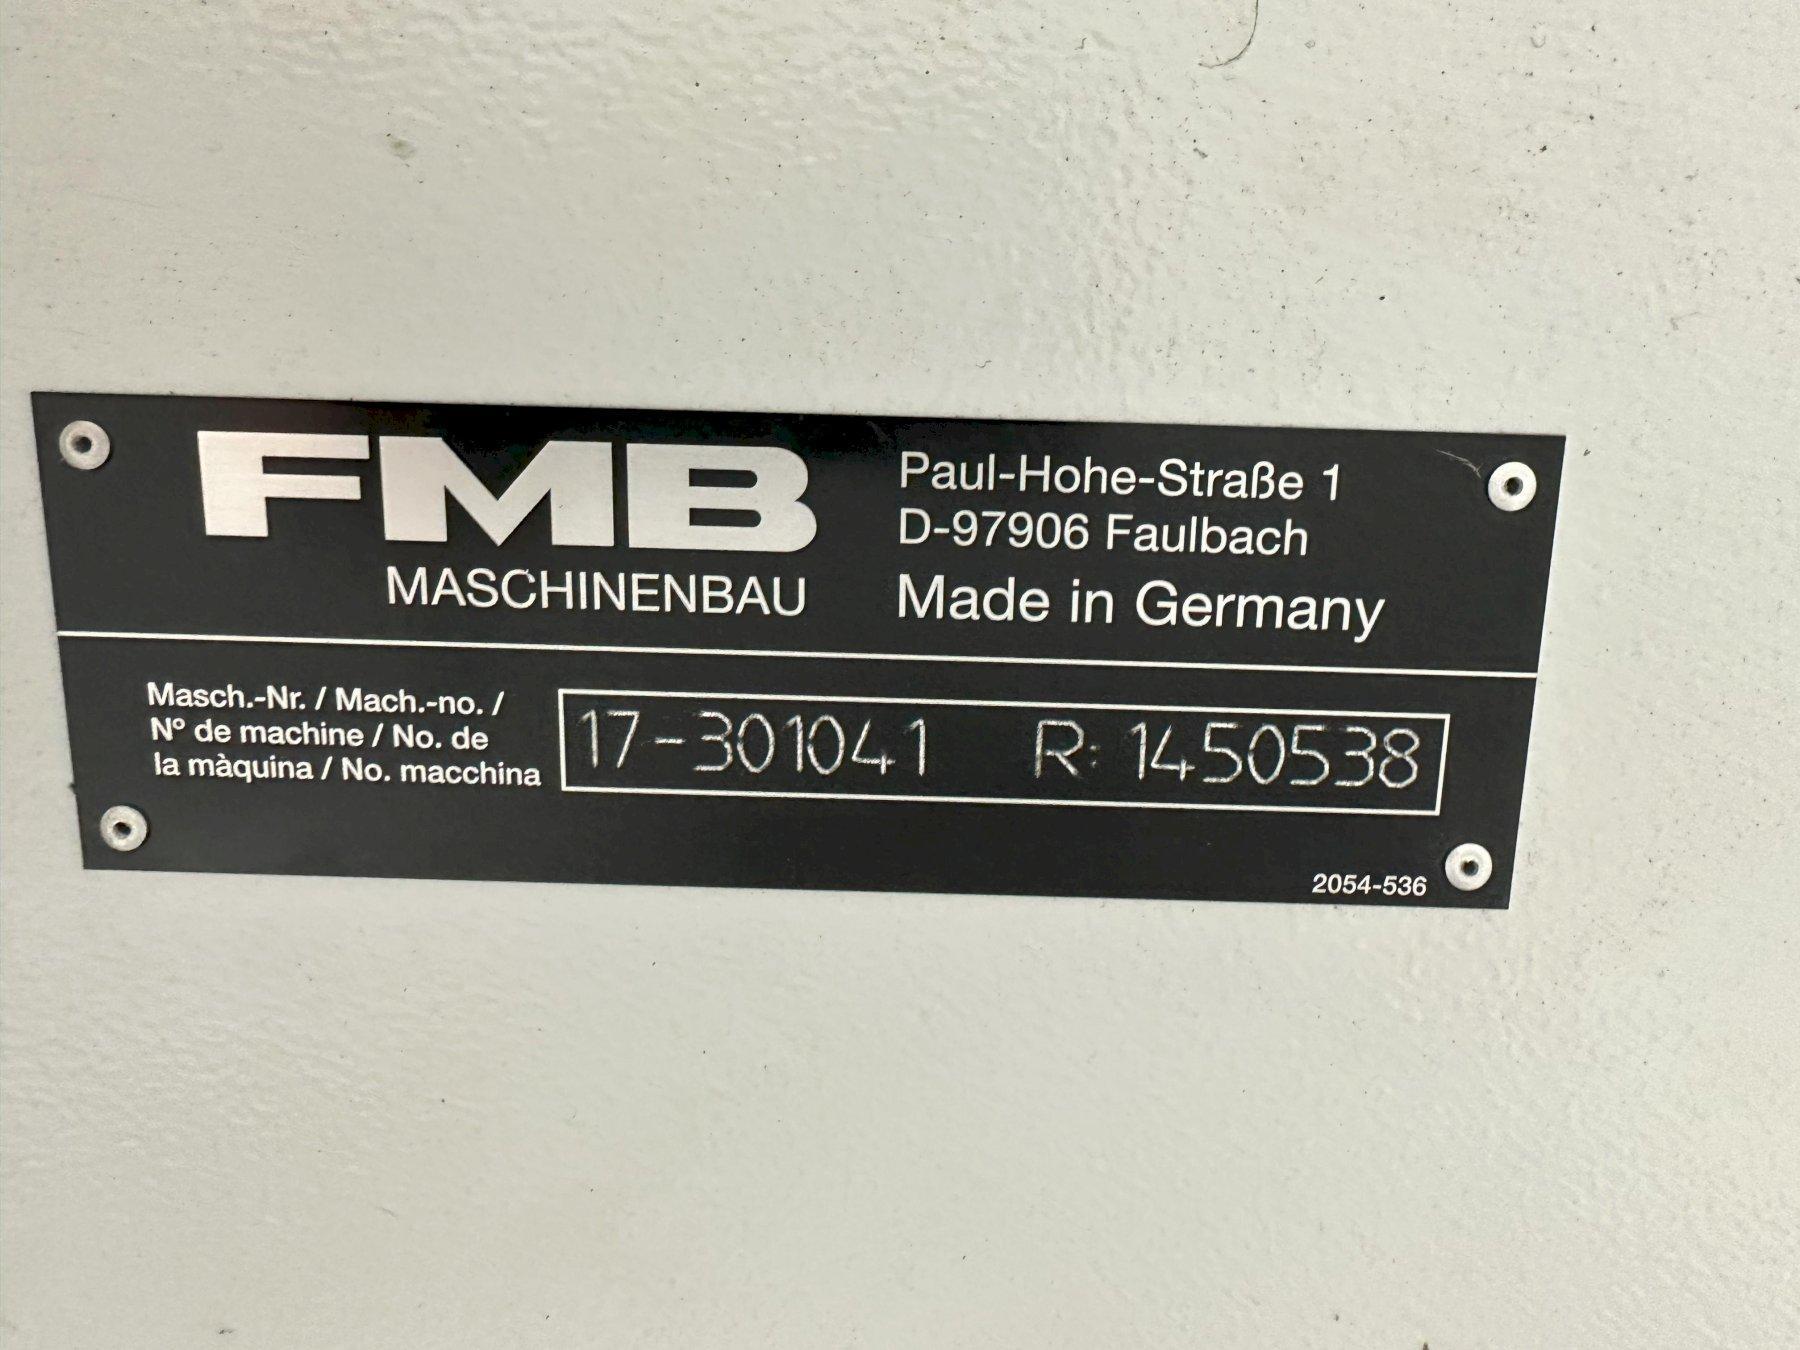 FMB
MASCHINENBAU
Paul-Hohe-Straße 1
D-97906 Faulbach
Made in Germany
Masch.-Nr. / Mach.-no. /
Nº de machine / No. de
la màquina / No. macchina
17-301041 R: 1450538
2054-536